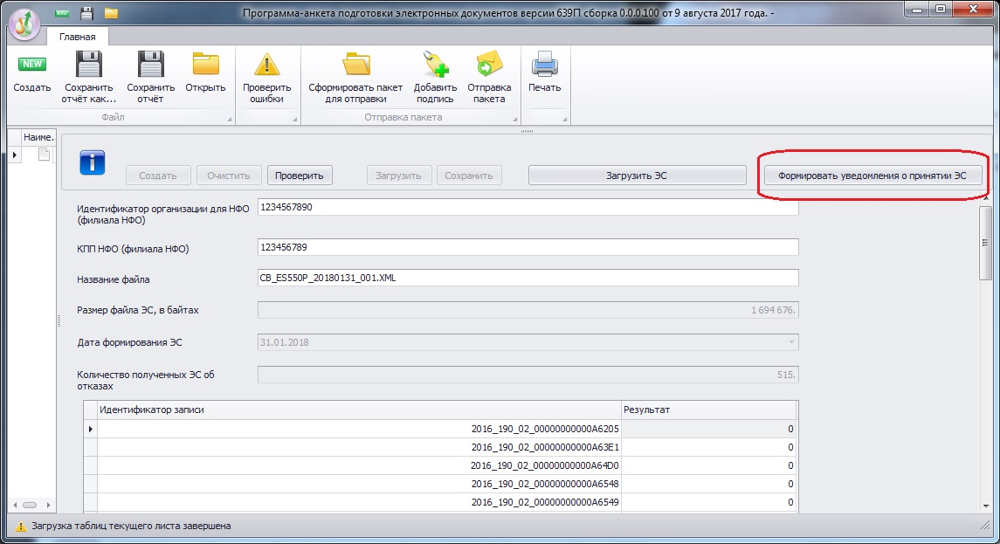 Программа-анкета подготовки электронных документов версии 639П сборка 0.0.0.100 от 9 августа 2017 года. -
Главная
NEW
Создать
Сохранить
отчёт как...
Сохранить
отчёт
Открыть
Проверить
ошибки
Сформировать пакет
для отправки
Добавить
подпись
Отправка
пакета
Печать
Файл
Отправка пакета
Наиме.
Создать
Очистить
Проверить
Загрузить
Сохранить
Загрузить ЭС
Формировать уведомления о принятии ЭС
Идентификатор организации для НФО
(филиала НФО)
1234567890
КПП НФО (филиала НФО)
123456789
Название файла
CB_ES550P_20180131_001.XML
Размер файла ЭС, в байтах
1 694 676.
Дата формирования ЭС
31.01.2018
Количество полученных ЭС об
отказах
515.
Идентификатор записи
Результат
2016_190_02_00000000000A6205 0
2016_190_02_00000000000A63E1 0
2016_190_02_00000000000A64D0 0
2016_190_02_00000000000A6548 0
2016_190_02_00000000000A6549 0
Загрузка таблиц текущего листа завершена